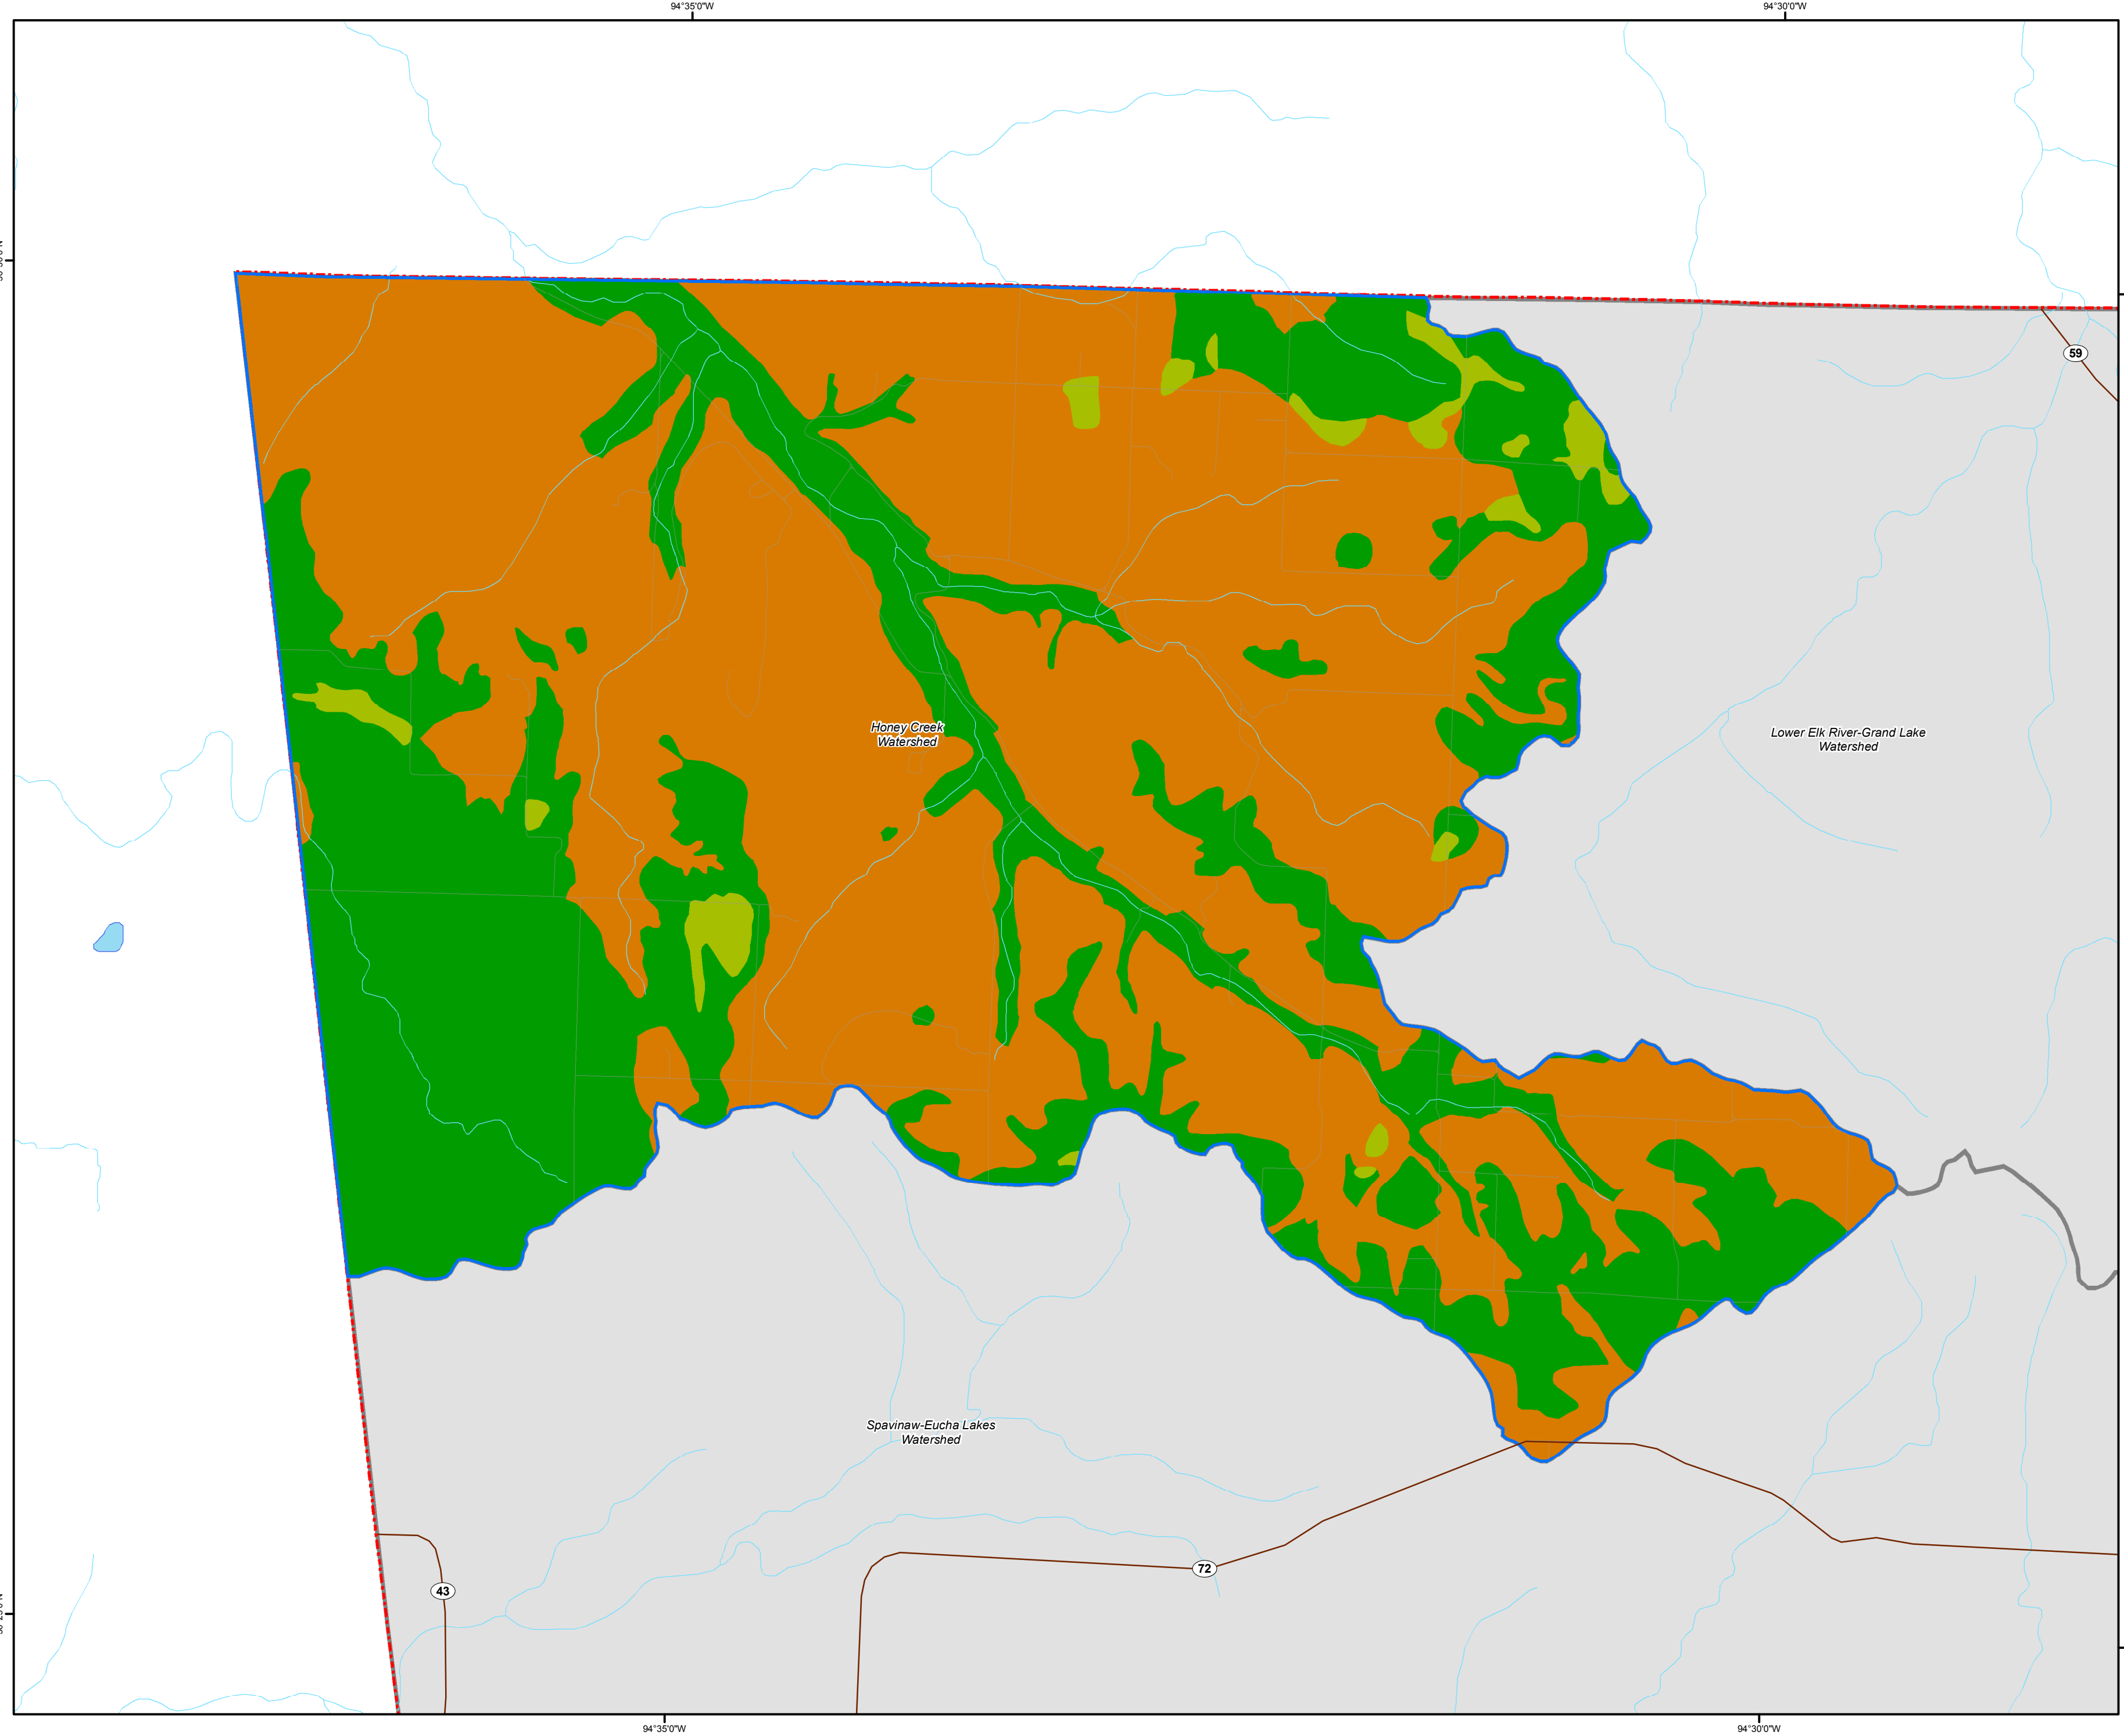 94°35'0"W
94°30'0"W
59
Honey Creek
Watershed
Lower Elk River-Grand Lake
Watershed
Spavinaw-Eucha Lakes
Watershed
72
43
94°35'0"W
94°30'0"W